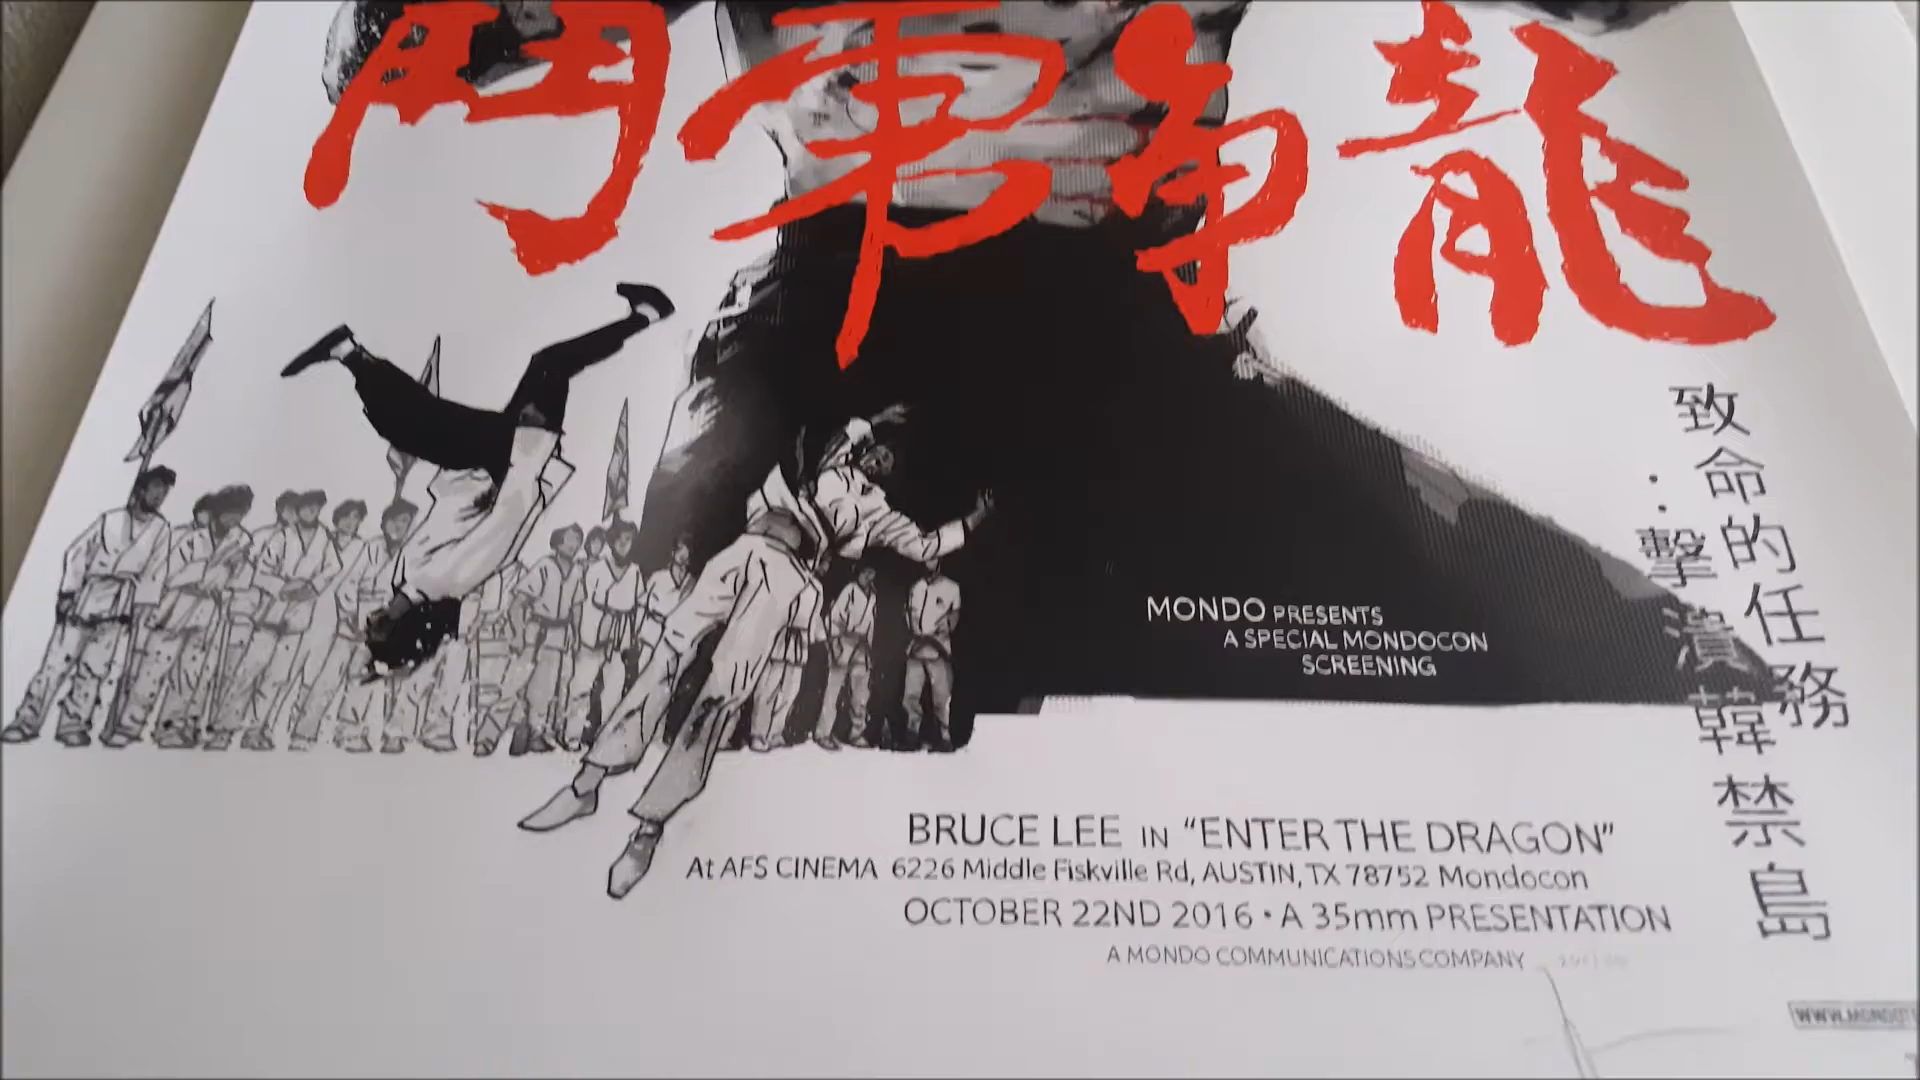 龍爭虎鬥
致命的任務
：擊潰韓禁島
MONDO PRESENTS
A SPECIAL MONDOCON
SCREENING
BRUCE LEE IN “ENTER THE DRAGON”
At AFS CINEMA 6226 Middle Fiskville Rd, AUSTIN, TX 78752 Mondocon
OCTOBER 22ND 2016 • A 35mm PRESENTATION
A MONDO COMMUNICATIONS COMPANY